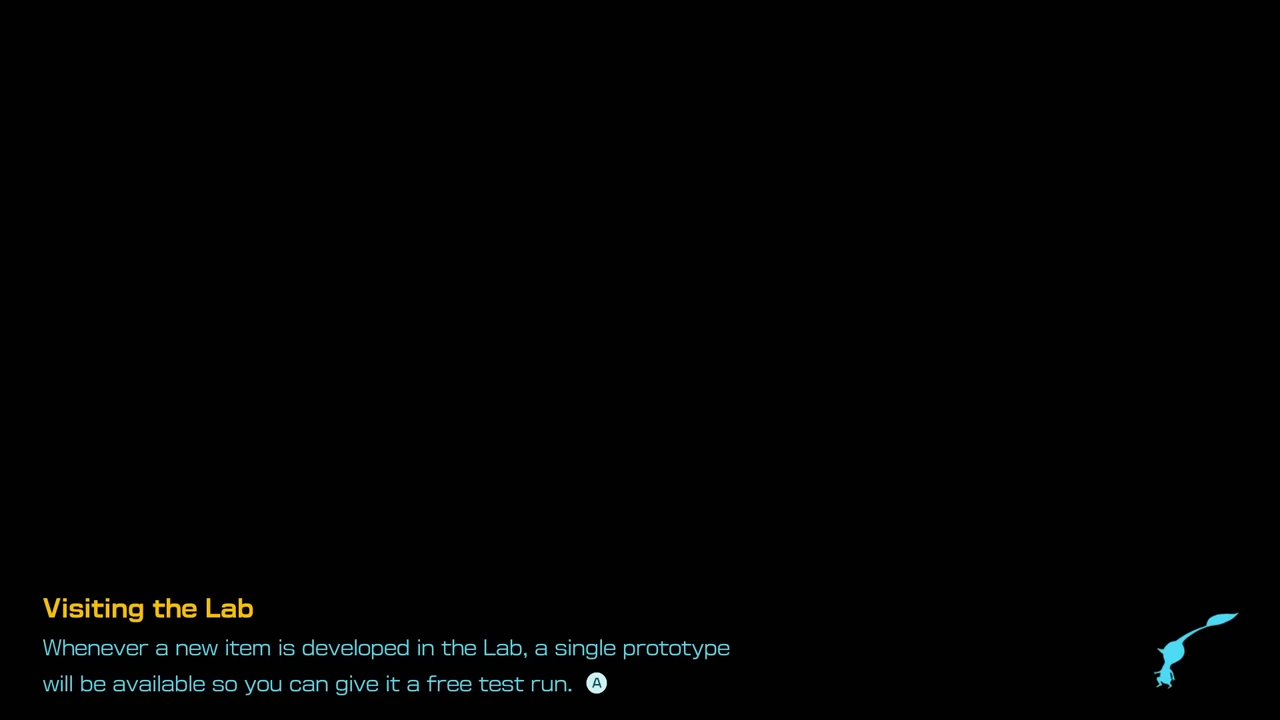 Visiting the Lab
Whenever a new item is developed in the Lab, a single prototype
will be available so you can give it a free test run. A